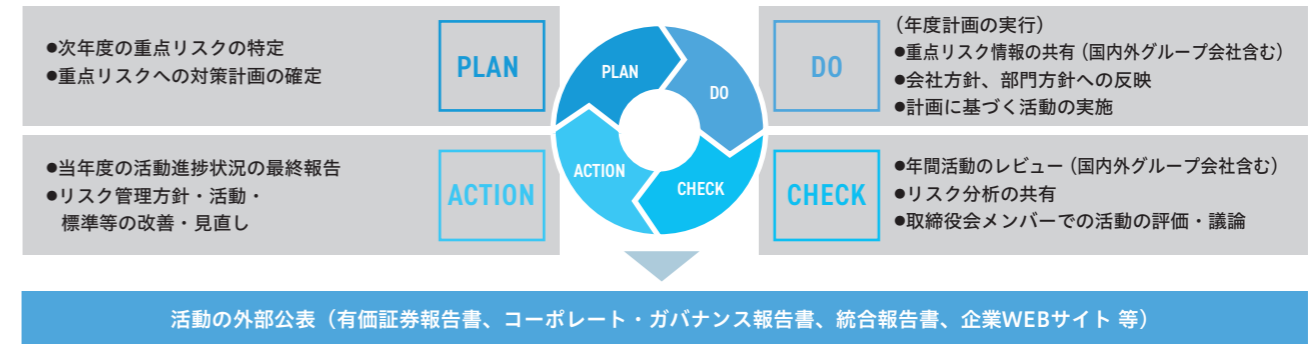 ●次年度の重点リスクの特定
●重点リスクへの対策計画の確定
PLAN
PLAN
DO
DO
(年度計画の実行)
●重点リスク情報の共有(国内外グループ会社含む)
●会社方針、部門方針への反映
●計画に基づく活動の実施
●当年度の活動進捗状況の最終報告
●リスク管理方針・活動・
標準等の改善・見直し
ACTION
ACTION
CHECK
CHECK
●年間活動のレビュー(国内外グループ会社含む)
●リスク分析の共有
●取締役会メンバーでの活動の評価・議論
活動の外部公表(有価証券報告書、コーポレート・ガバナンス報告書、統合報告書、企業WEBサイト 等)